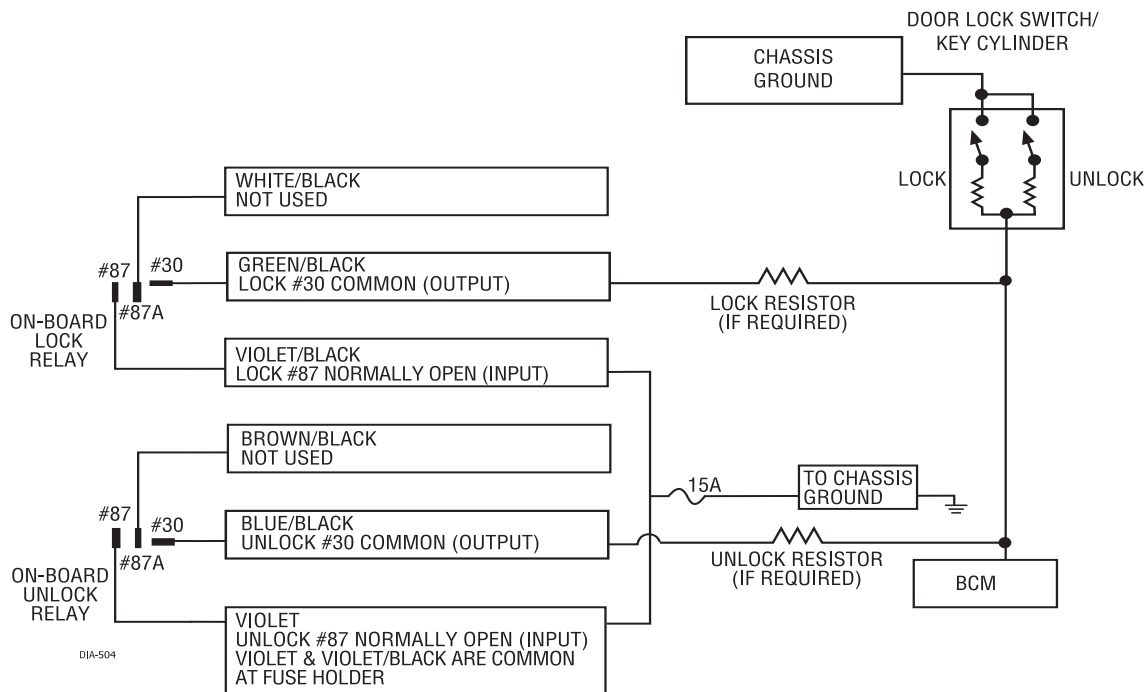 DOOR LOCK SWITCH/
KEY CYLINDER
CHASSIS
GROUND
LOCK
UNLOCK
WHITE/BLACK
NOT USED
#87
#30
#87A
GREEN/BLACK
LOCK #30 COMMON (OUTPUT)
LOCK RESISTOR
(IF REQUIRED)
ON-BOARD
LOCK
RELAY
VIOLET/BLACK
LOCK #87 NORMALLY OPEN (INPUT)
BROWN/BLACK
NOT USED
15A
TO CHASSIS
GROUND
#87
#30
#87A
BLUE/BLACK
UNLOCK #30 COMMON (OUTPUT)
UNLOCK RESISTOR
(IF REQUIRED)
BCM
ON-BOARD
UNLOCK
RELAY
VIOLET
UNLOCK #87 NORMALLY OPEN (INPUT)
VIOLET & VIOLET/BLACK ARE COMMON
AT FUSE HOLDER
DIA-504